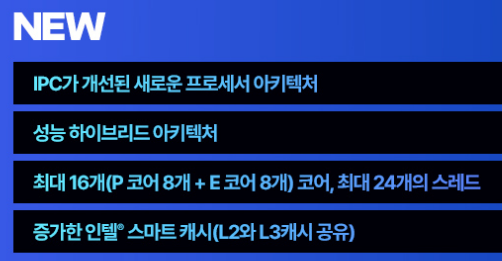 NEW
IPC가 개선된 새로운 프로세서 아키텍처
성능 하이브리드 아키텍처
최대 16개(P 코어 8개 + E 코어 8개) 코어, 최대 24개의 스레드
증가한 인텔® 스마트 캐시(L2와 L3캐시 공유)